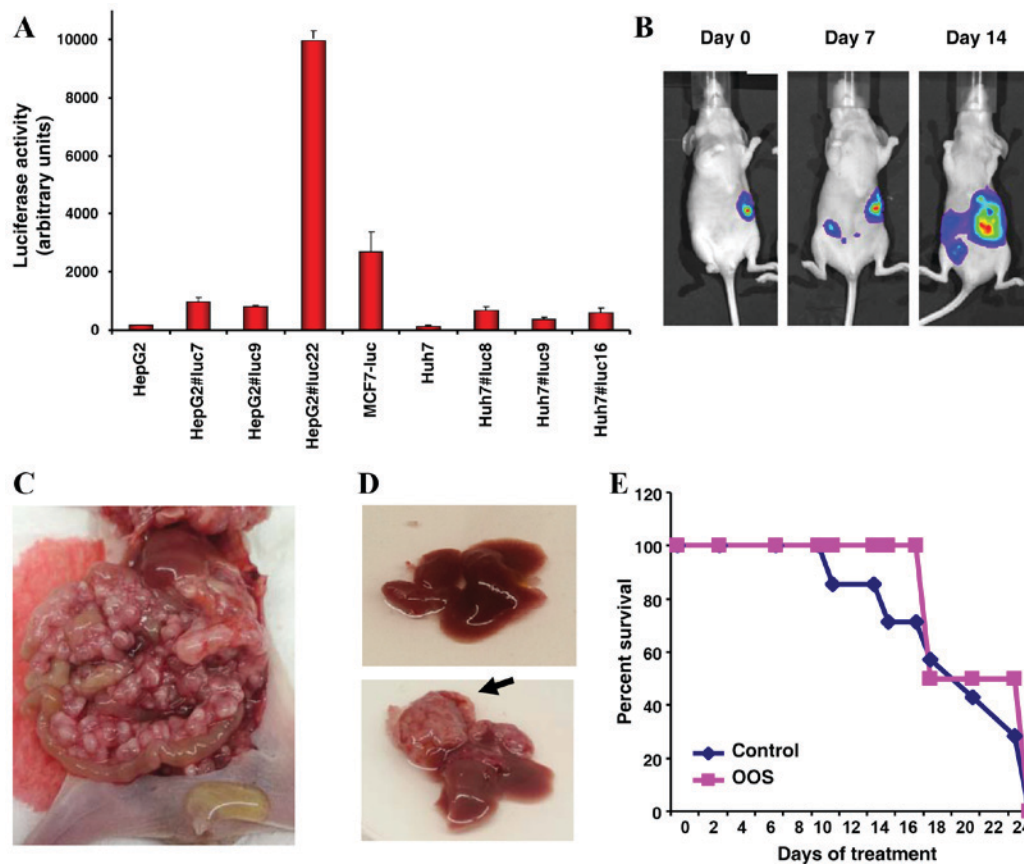 A
Luciferase activity
(arbitrary units)
10000
8000
6000
4000
2000
0
HepG2
HepG2#luc7
HepG2#luc9
HepG2#luc22
MCF7-luc
Huh7
Huh7#luc8
Huh7#luc9
Huh7#luc16
B
Day 0
Day 7
Day 14
C
D
E
Percent survival
120
100
80
60
40
20
0
Control
OOS
0 2 4 6 8 10 12 14 16 18 20 22 24
Days of treatment